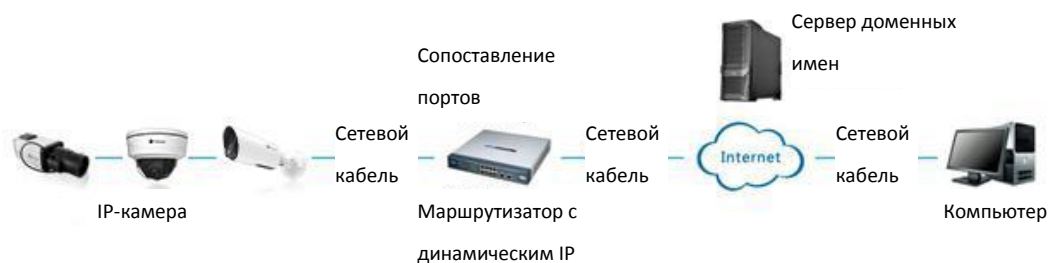 Сервер доменных
имен
Сопоставление
портов
Сетевой
кабель
Сетевой
кабель
Internet
Сетевой
кабель
IP-камера
Маршрутизатор с
динамическим IP
Компьютер